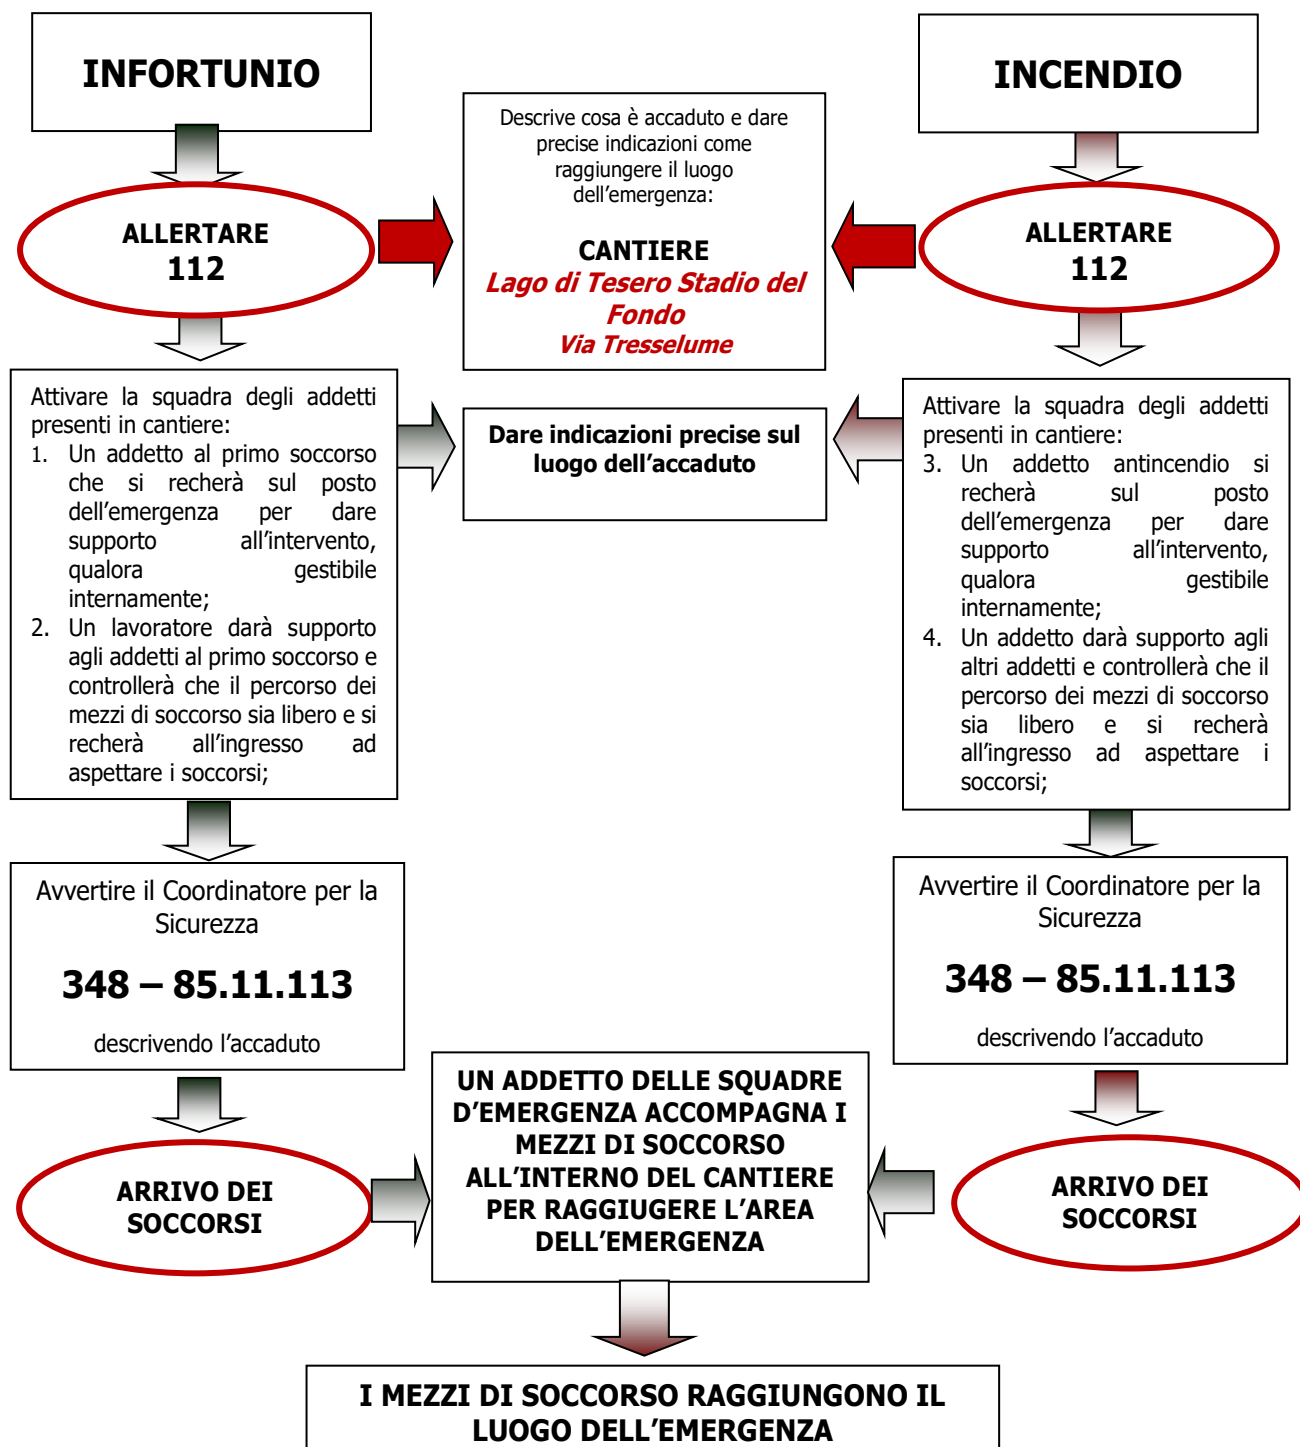 INFORTUNIO
ALLERTARE
112
Descrive cosa è accaduto e dare
precise indicazioni come
raggiungere il luogo
dell’emergenza:
CANTIERE
Lago di Tesero Stadio del
Fondo
Via Tresselume
INCENDIO
ALLERTARE
112
Attivare la squadra degli addetti
presenti in cantiere:
1. Un addetto al primo soccorso
che si recherà sul posto
dell’emergenza per dare
supporto all’intervento,
qualora gestibile
internamente;
2. Un lavoratore darà supporto
agli addetti al primo soccorso e
controllerà che il percorso dei
mezzi di soccorso sia libero e si
recherà all’ingresso ad
aspettare i soccorsi;
Dare indicazioni precise sul
luogo dell’accaduto
Attivare la squadra degli addetti
presenti in cantiere:
3. Un addetto antincendio si
recherà sul posto
dell’emergenza per dare
supporto all’intervento,
qualora gestibile
internamente;
4. Un addetto darà supporto agli
altri addetti e controllerà che il
percorso dei mezzi di soccorso
sia libero e si recherà
all’ingresso ad aspettare i
soccorsi;
Avvertire il Coordinatore per la
Sicurezza
348 – 85.11.113
descrivendo l’accaduto
Avvertire il Coordinatore per la
Sicurezza
348 – 85.11.113
descrivendo l’accaduto
ARRIVO DEI
SOCCORSI
UN ADDETTO DELLE SQUADRE
D’EMERGENZA ACCOMPAGNA I
MEZZI DI SOCCORSO
ALL’INTERNO DEL CANTIERE
PER RAGGIUGERE L’AREA
DELL’EMERGENZA
ARRIVO DEI
SOCCORSI
I MEZZI DI SOCCORSO RAGGIUNGONO IL
LUOGO DELL’EMERGENZA